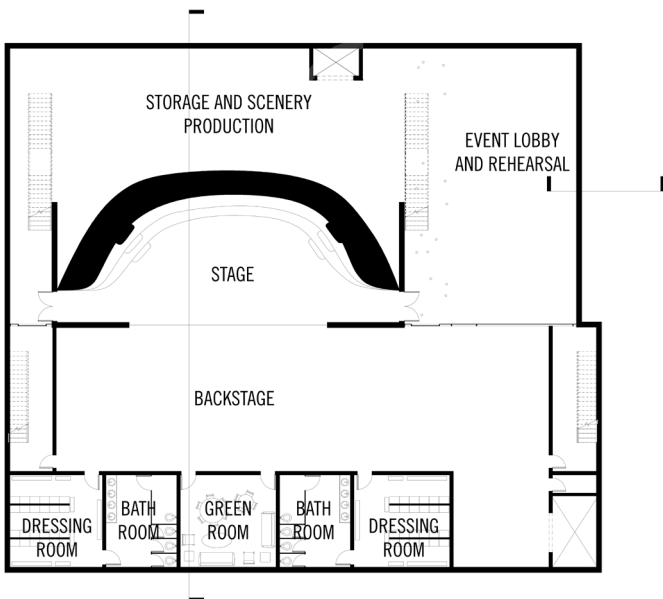 STORAGE AND SCENERY
PRODUCTION
EVENT LOBBY
AND REHEARSAL
STAGE
BACKSTAGE
DRESSING
ROOM
BATH
ROOM
GREEN
ROOM
BATH
ROOM
DRESSING
ROOM